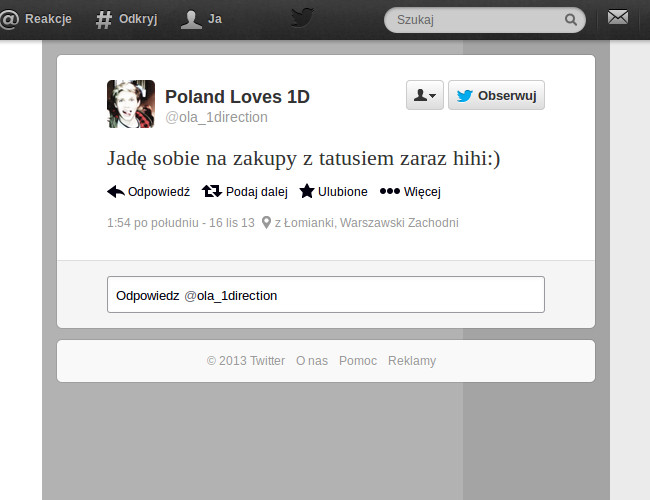 Reakcje # Odkryj Ja Szukaj
Poland Loves 1D
@ola_1direction
Obserwuj
Jadę sobie na zakupy z tatusiem zaraz hihi:)
Odpowiedź Podaj dalej Ulubione Więcej
1:54 po południu - 16 lis 13 z Łomianki, Warszawski Zachodni
Odpowiedz @ola_1direction
© 2013 Twitter O nas Pomoc Reklamy